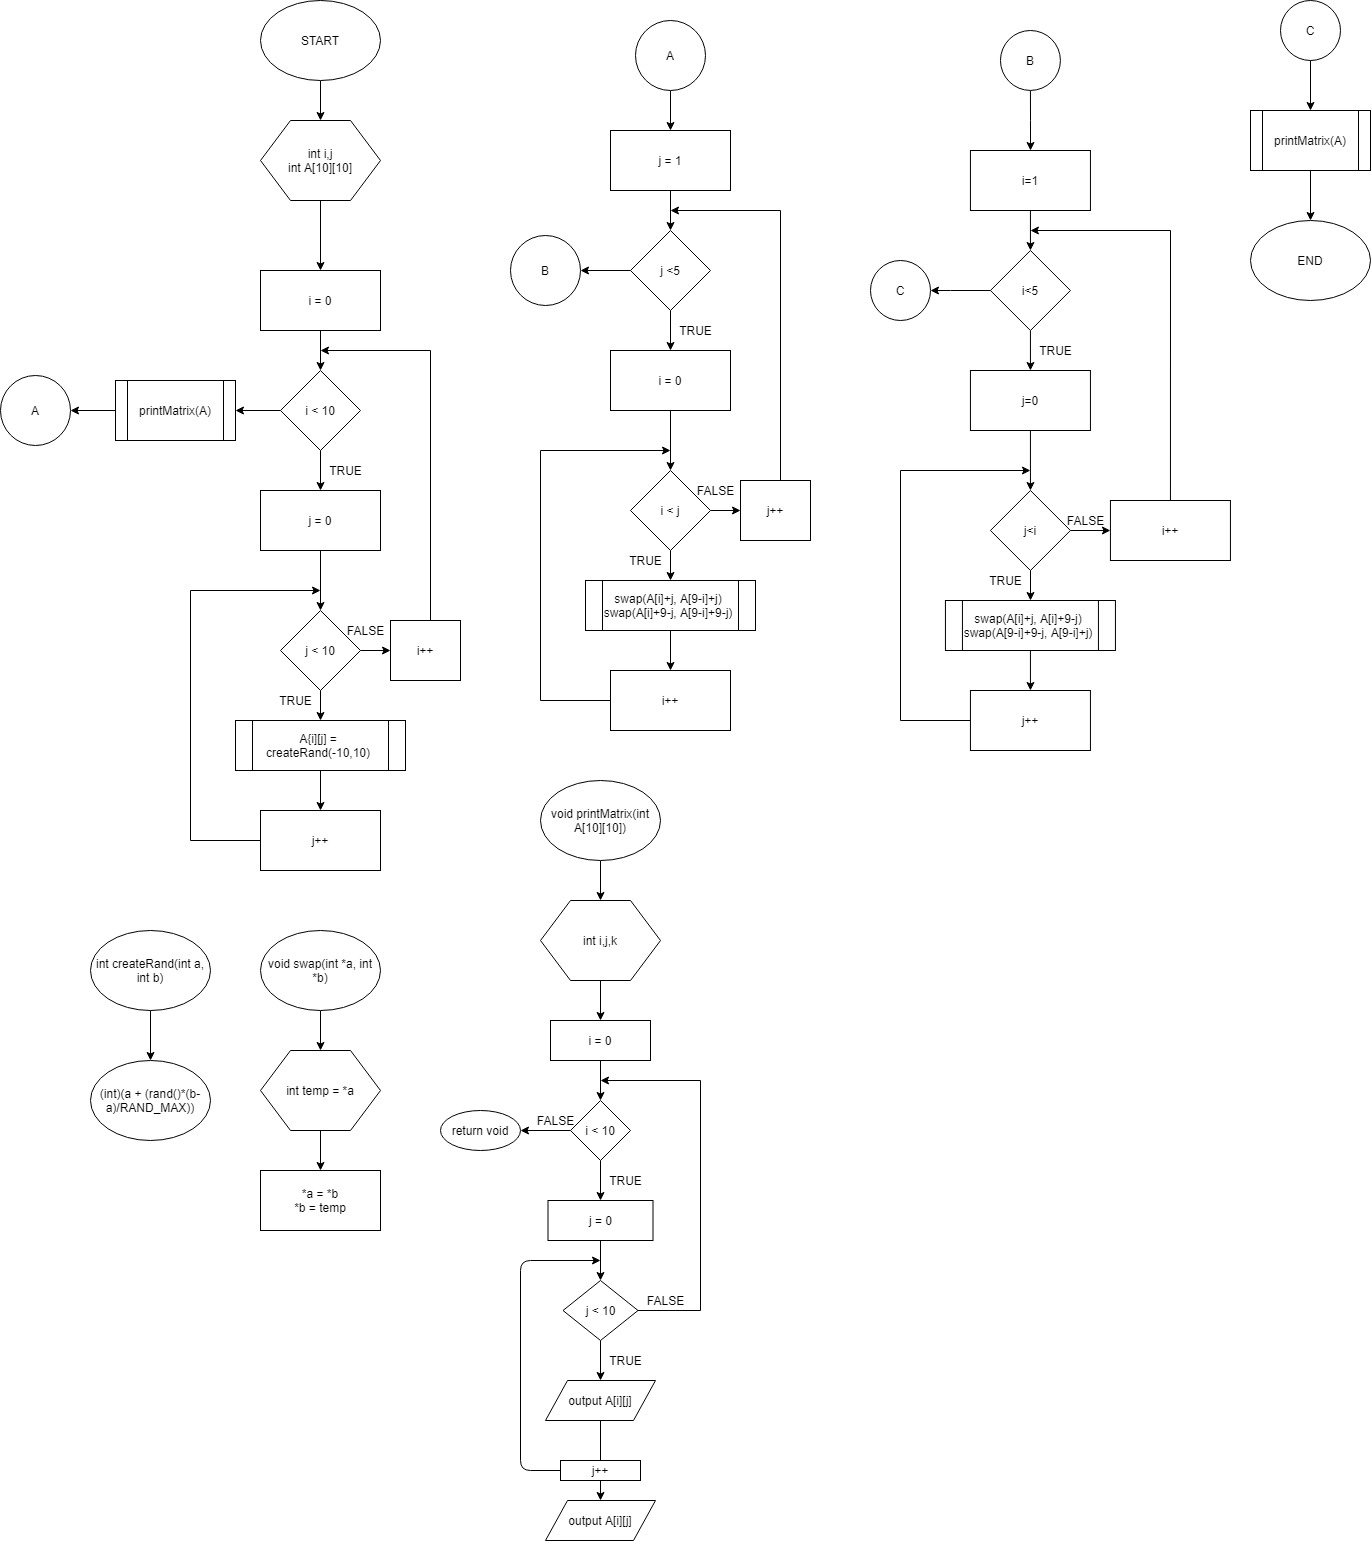 START
int i,j
int A[10][10]
i = 0
i < 10
printMatrix(A)
A
TRUE
j = 0
j < 10
FALSE
i++
TRUE
A{i][j] =
createRand(-10,10)
j++
A
j = 1
j <5
B
TRUE
i = 0
i < j
FALSE
j++
TRUE
swap(A[i]+j, A[9-i]+j)
swap(A[i]+9-j, A[9-i]+9-j)
i++
B
i=1
i<5
C
TRUE
j=0
j<i
FALSE
i++
TRUE
swap(A[i]+j, A[i]+9-j)
swap(A[9-i]+9-j, A[9-i]+j)
j++
C
printMatrix(A)
END
int createRand(int a,
int b)
(int)(a + (rand()*(b-
a)/RAND_MAX))
void swap(int *a, int
*b)
int temp = *a
*a = *b
*b = temp
void printMatrix(int
A[10][10])
int i,j,k
i = 0
i < 10
FALSE
return void
TRUE
j = 0
j < 10
FALSE
TRUE
output A[i][j]
j++
output A[i][j]